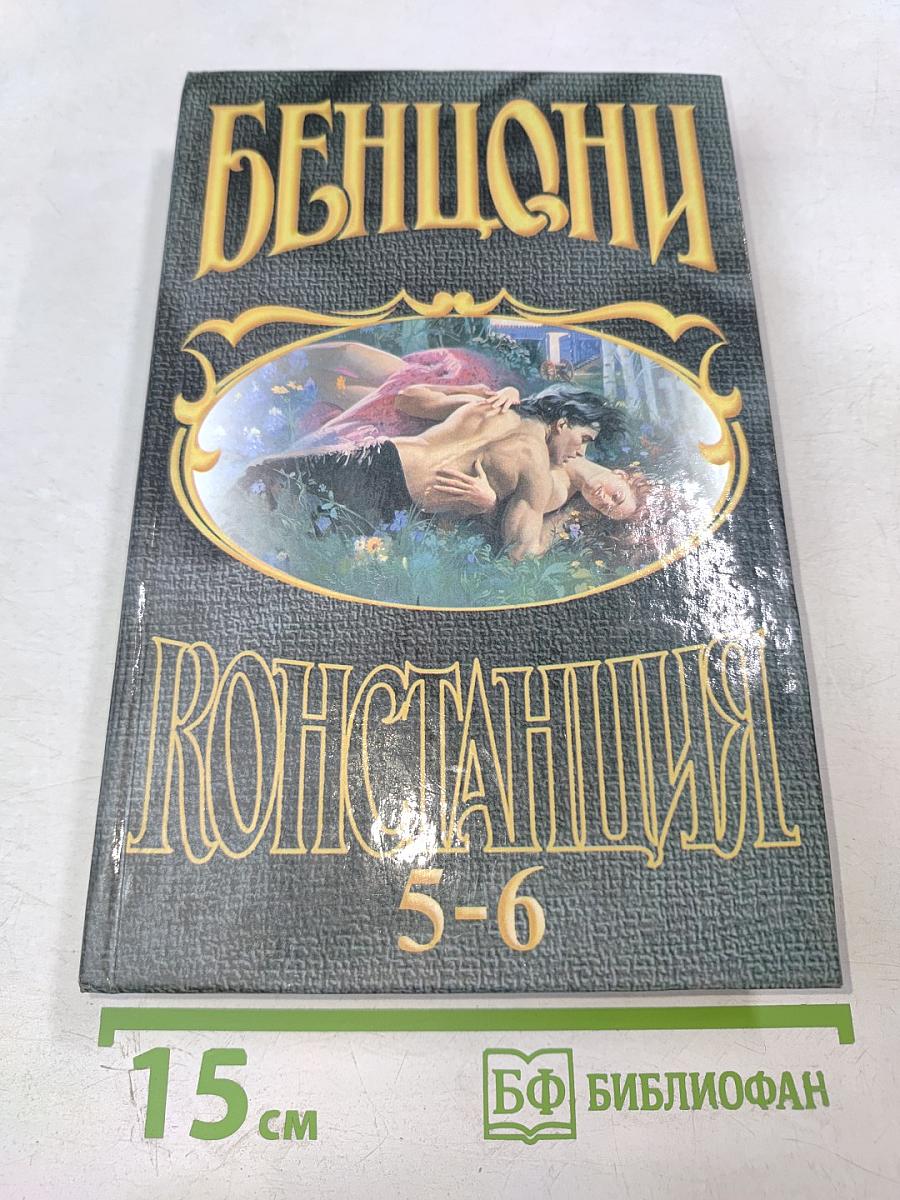 БЕНЦОНИ
КОНСТАНЦИЯ
5-6
15 см
БФ БИБЛИОФАН